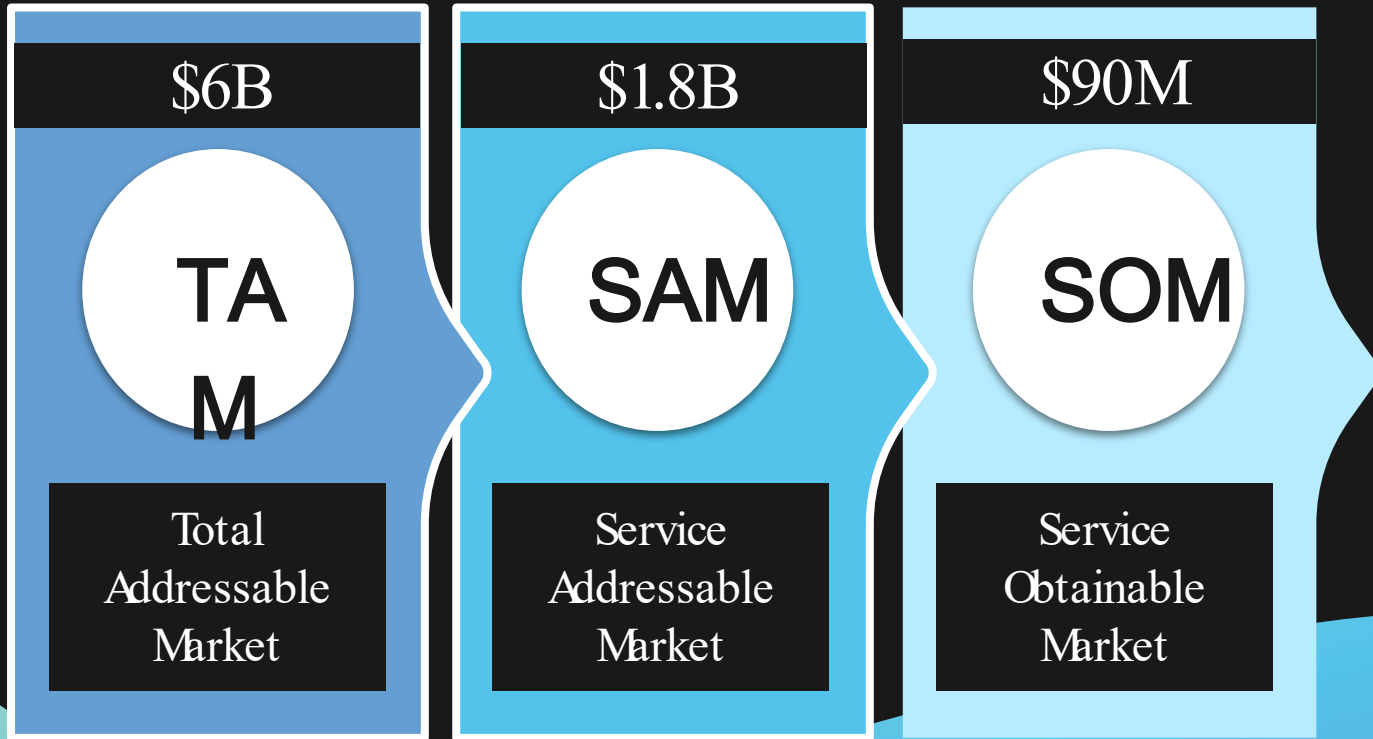 $6B
TA
M
Total
Addressable
Market
$1.8B
SAM
Service
Addressable
Market
$90M
SOM
Service
Obtainable
Market